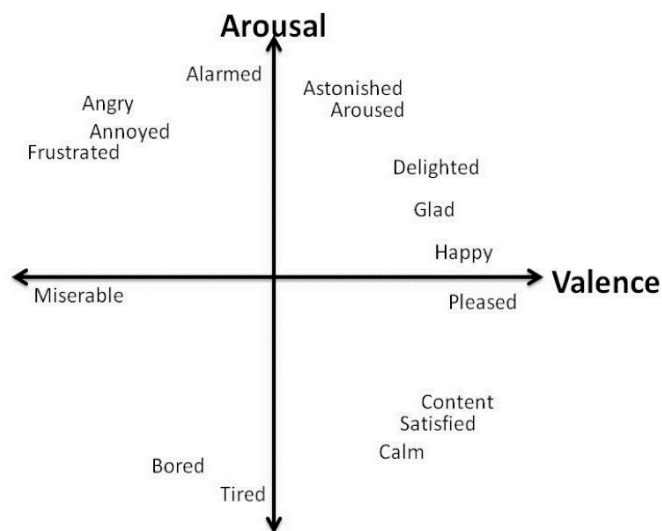 Arousal
Alarmed
Astonished
Angry
Aroused
Annoyed
Frustrated
Delighted
Glad
Happy
Valence
Miserable
Pleased
Content
Satisfied
Calm
Bored
Tired